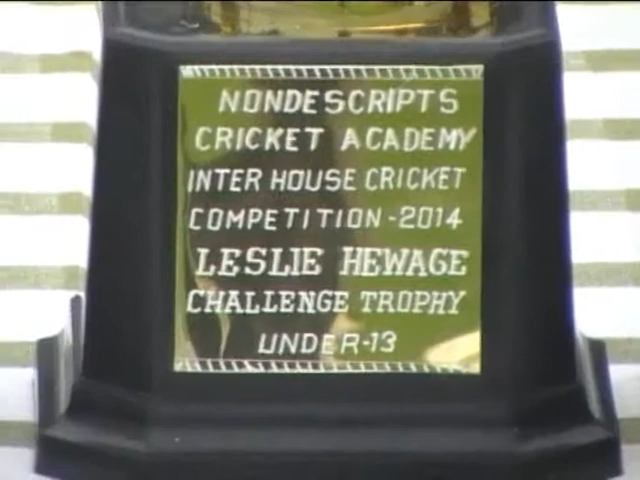 NONDESCRIPTS
CRICKET ACADEMY
INTER HOUSE CRICKET
COMPETITION-2014
LESLIE HEWAGE
CHALLENGE TROPHY
UNDER-13